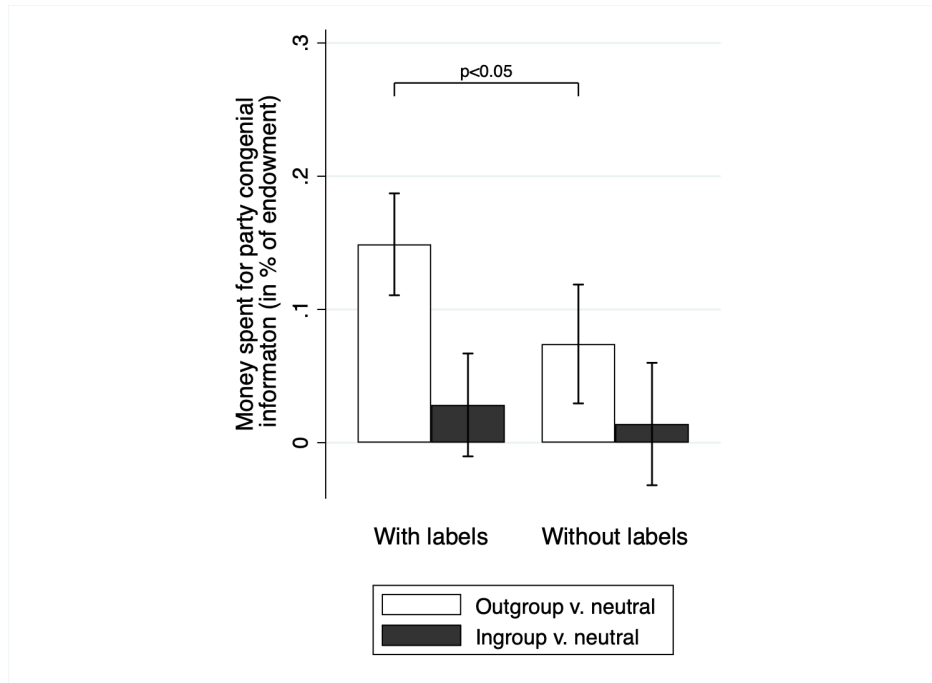 Money spent for party congenial
informaton (in % of endowment)
.3
.2
.1
0
p<0.05
With labels
Without labels
Outgroup v. neutral
Ingroup v. neutral